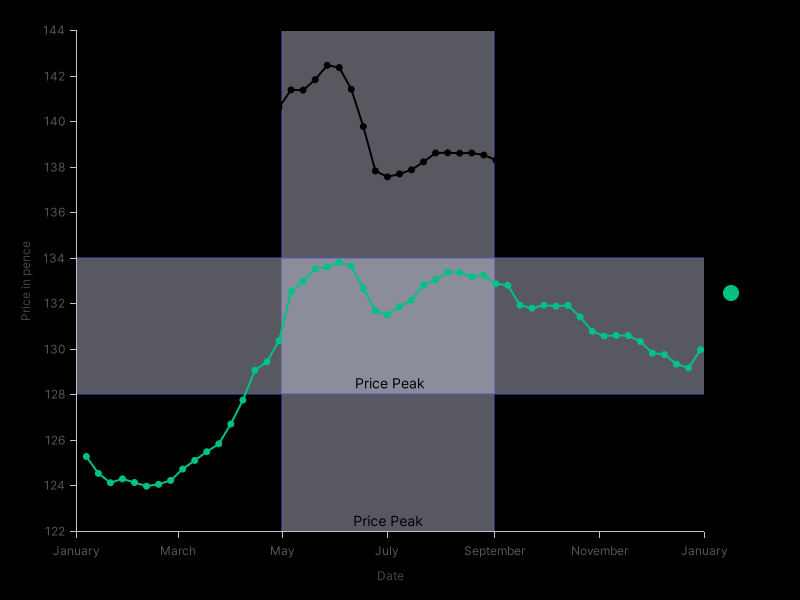 144
142
140
138
136
134
132
130
128
126
124
122
Price in pence
Price Peak
Price Peak
January
March
May
July
September
November
January
Date